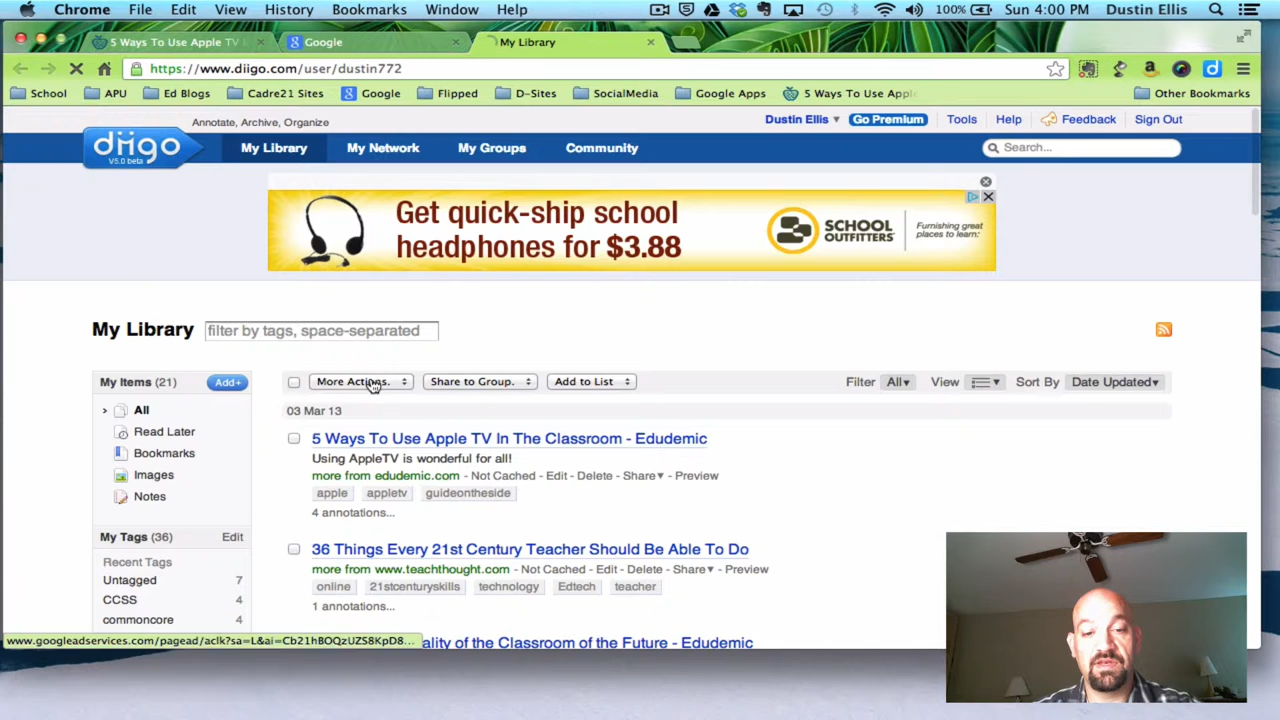 Chrome File Edit View History Bookmarks Window Help 100% Sun 4:00 PM Dustin Ellis
5 Ways To Use Apple TV Google My Library
https://www.diigo.com/user/dustin772
School APU Ed Blogs Cadre21 Sites Google Flipped D-Sites SocialMedia Google Apps 5 Ways To Use Apple Other Bookmarks
Annotate, Archive, Organize Dustin Ellis Go Premium Tools Help Feedback Sign Out
diigo V5.0 beta My Library My Network My Groups Community Search...
Get quick-ship school
headphones for $3.88
SCHOOL OUTFITTERS
Furnishing great places to learn:
My Library filter by tags, space-separated
My Items (21) Add+ More Actions. Share to Group. Add to List Filter All View Sort By Date Updated
All
Read Later
Bookmarks
Images
Notes
My Tags (36) Edit
Recent Tags
Untagged 7
CCSS 4
commoncore 4
03 Mar 13
5 Ways To Use Apple TV In The Classroom - Edudemic
Using AppleTV is wonderful for all!
more from edudemic.com - Not Cached - Edit - Delete - Share - Preview
apple appletv guideontheside
4 annotations...
36 Things Every 21st Century Teacher Should Be Able To Do
more from www.teachthought.com - Not Cached - Edit - Delete - Share - Preview
online 21stcenturyskills technology Edtech teacher
1 annotations...
ality of the Classroom of the Future - Edudemic
www.googleadservices.com/pagead/aclk?sa=L&ai=Cb21hBOQzUZS8KpD8...